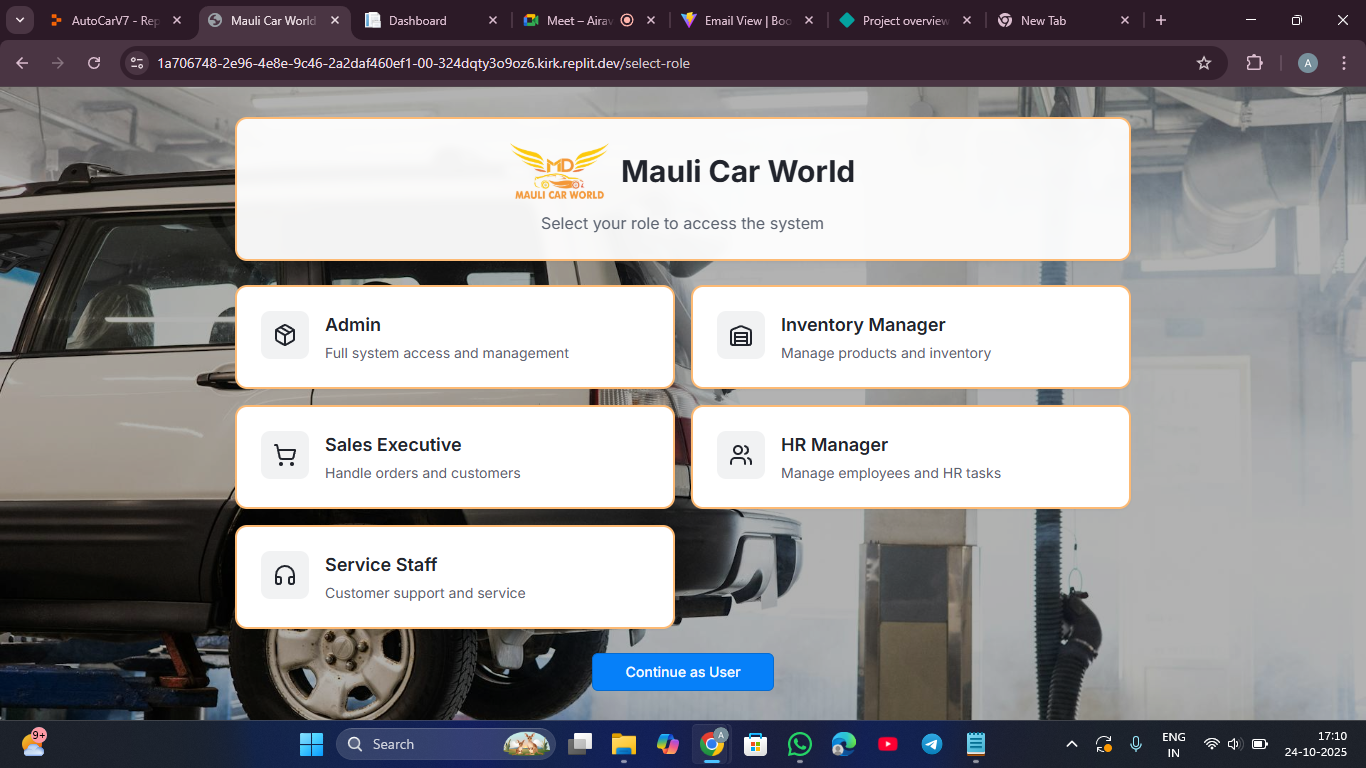 AutoCarV7 - Rep
Mauli Car World
Dashboard
Meet – Airav
Email View | Boo
Project overview
New Tab
1a706748-2e96-4e8e-9c46-2a2daf460ef1-00-324dqty3o9oz6.kirk.replit.dev/select-role
A
MD
MAULI CAR WORLD
Mauli Car World
Select your role to access the system
Admin
Full system access and management
Inventory Manager
Manage products and inventory
Sales Executive
Handle orders and customers
HR Manager
Manage employees and HR tasks
Service Staff
Customer support and service
Continue as User
9+
Search
A
ENG
IN
17:10
24-10-2025